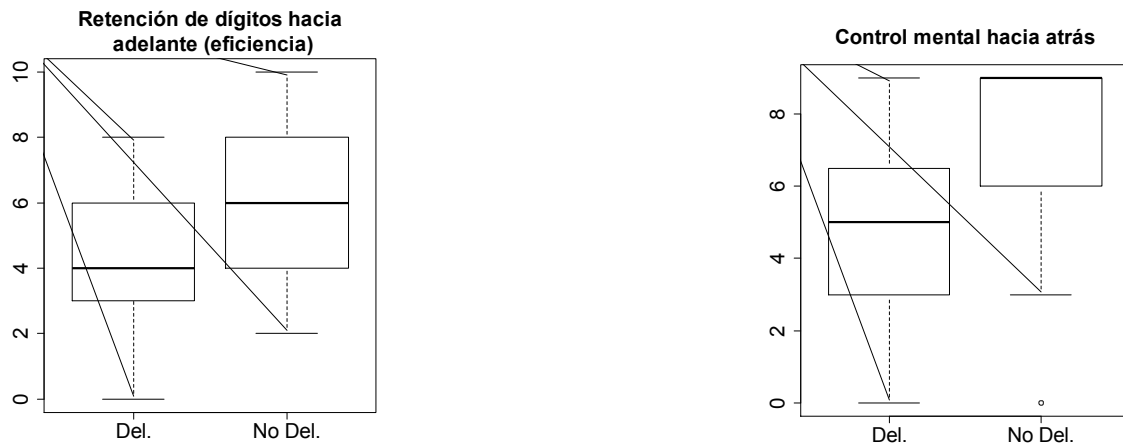 Retención de dígitos hacia
adelante (eficiencia)
10
8
6
4
2
0
Del.
No Del.
Control mental hacia atrás
8
6
4
2
0
Del.
No Del.